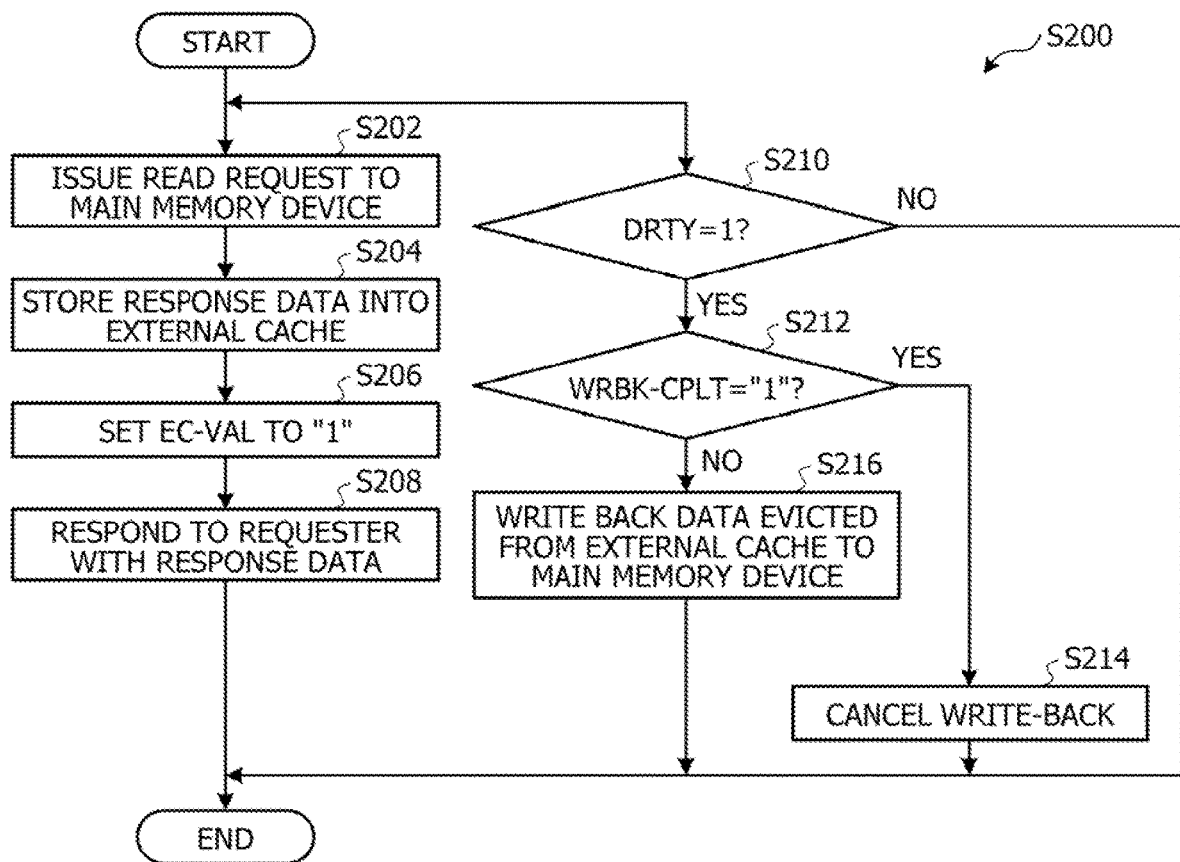 START
S200
S202
ISSUE READ REQUEST TO
MAIN MEMORY DEVICE
S204
STORE RESPONSE DATA INTO
EXTERNAL CACHE
S206
SET EC-VAL TO "1"
S208
RESPOND TO REQUESTER
WITH RESPONSE DATA
S210
DRTY=1?
NO
YES
S212
WRBK-CPLT="1"?
YES
NO
S216
WRITE BACK DATA EVICTED
FROM EXTERNAL CACHE TO
MAIN MEMORY DEVICE
S214
CANCEL WRITE-BACK
END